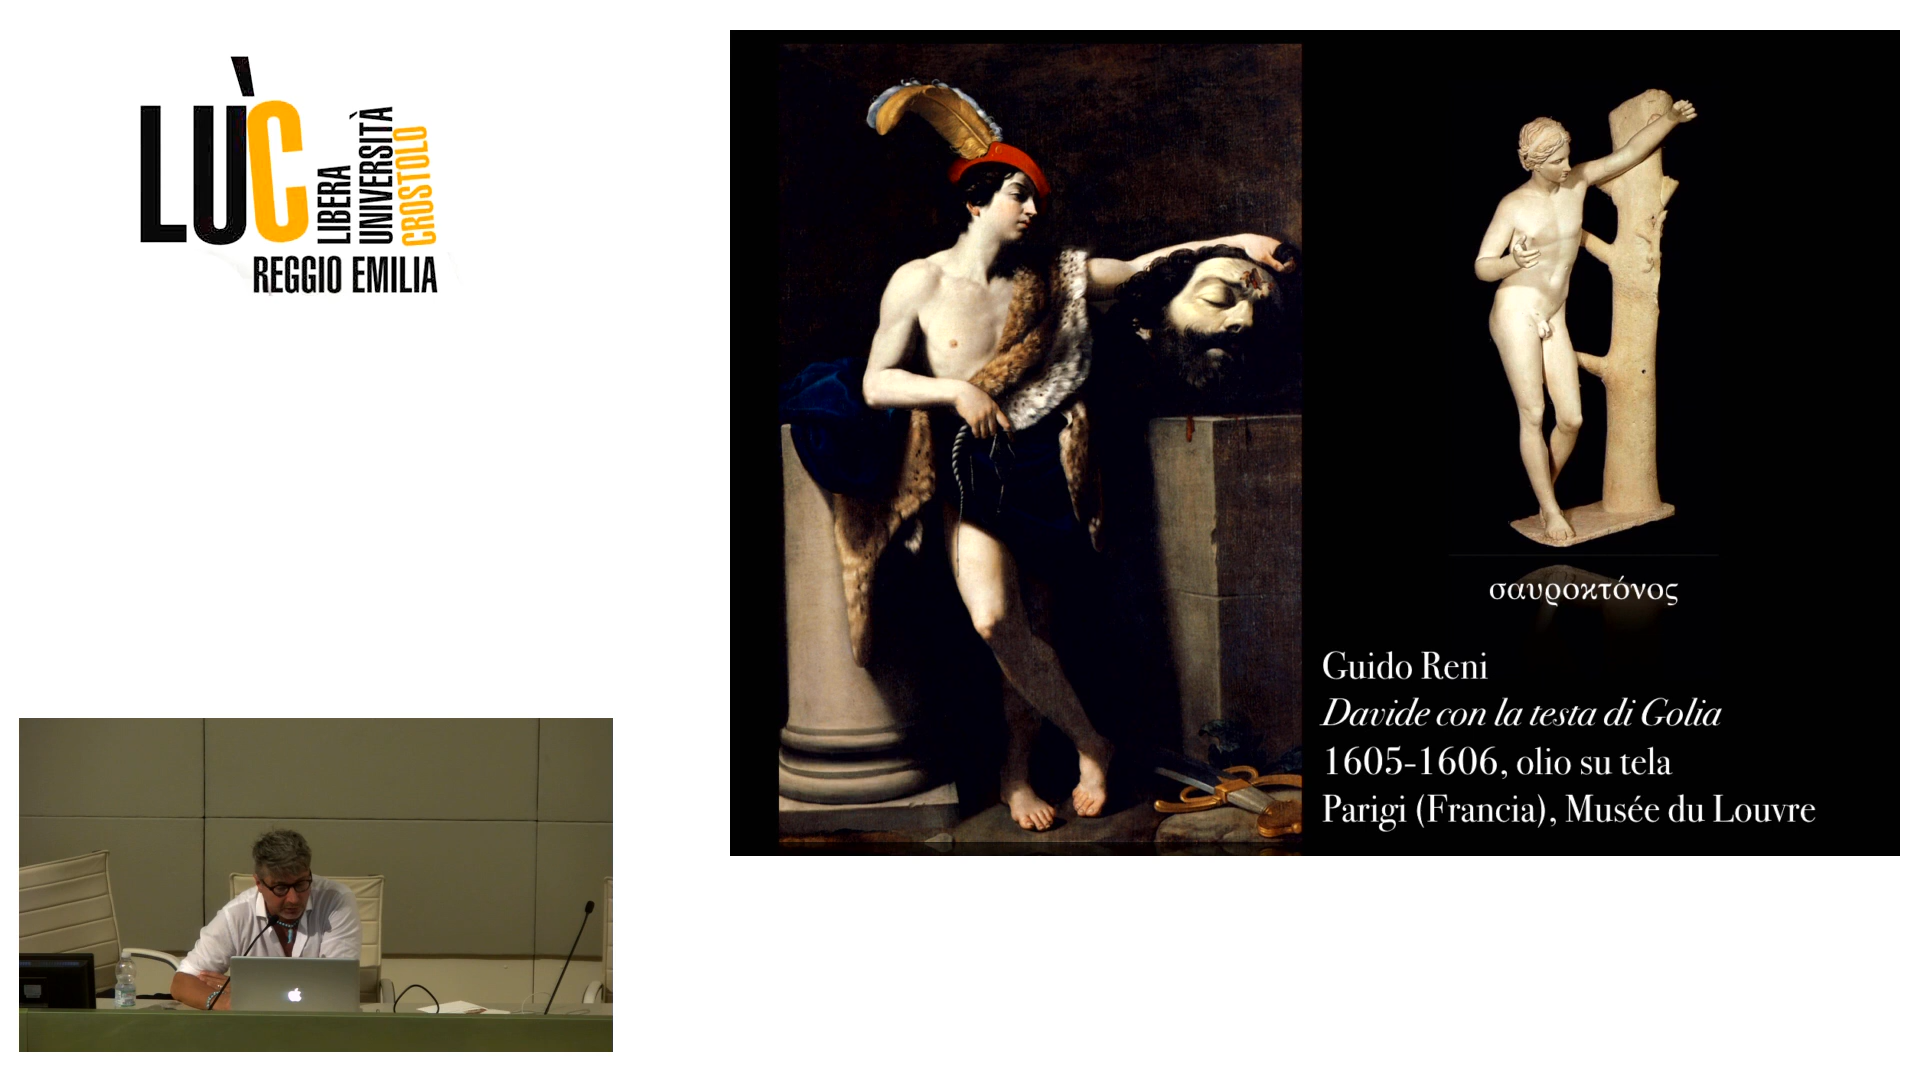 LÙC
LIBERA
UNIVERSITÀ
CROSTOLO
REGGIO EMILIA
σαυροκτόνος
Guido Reni
Davide con la testa di Golia
1605-1606, olio su tela
Parigi (Francia), Musée du Louvre